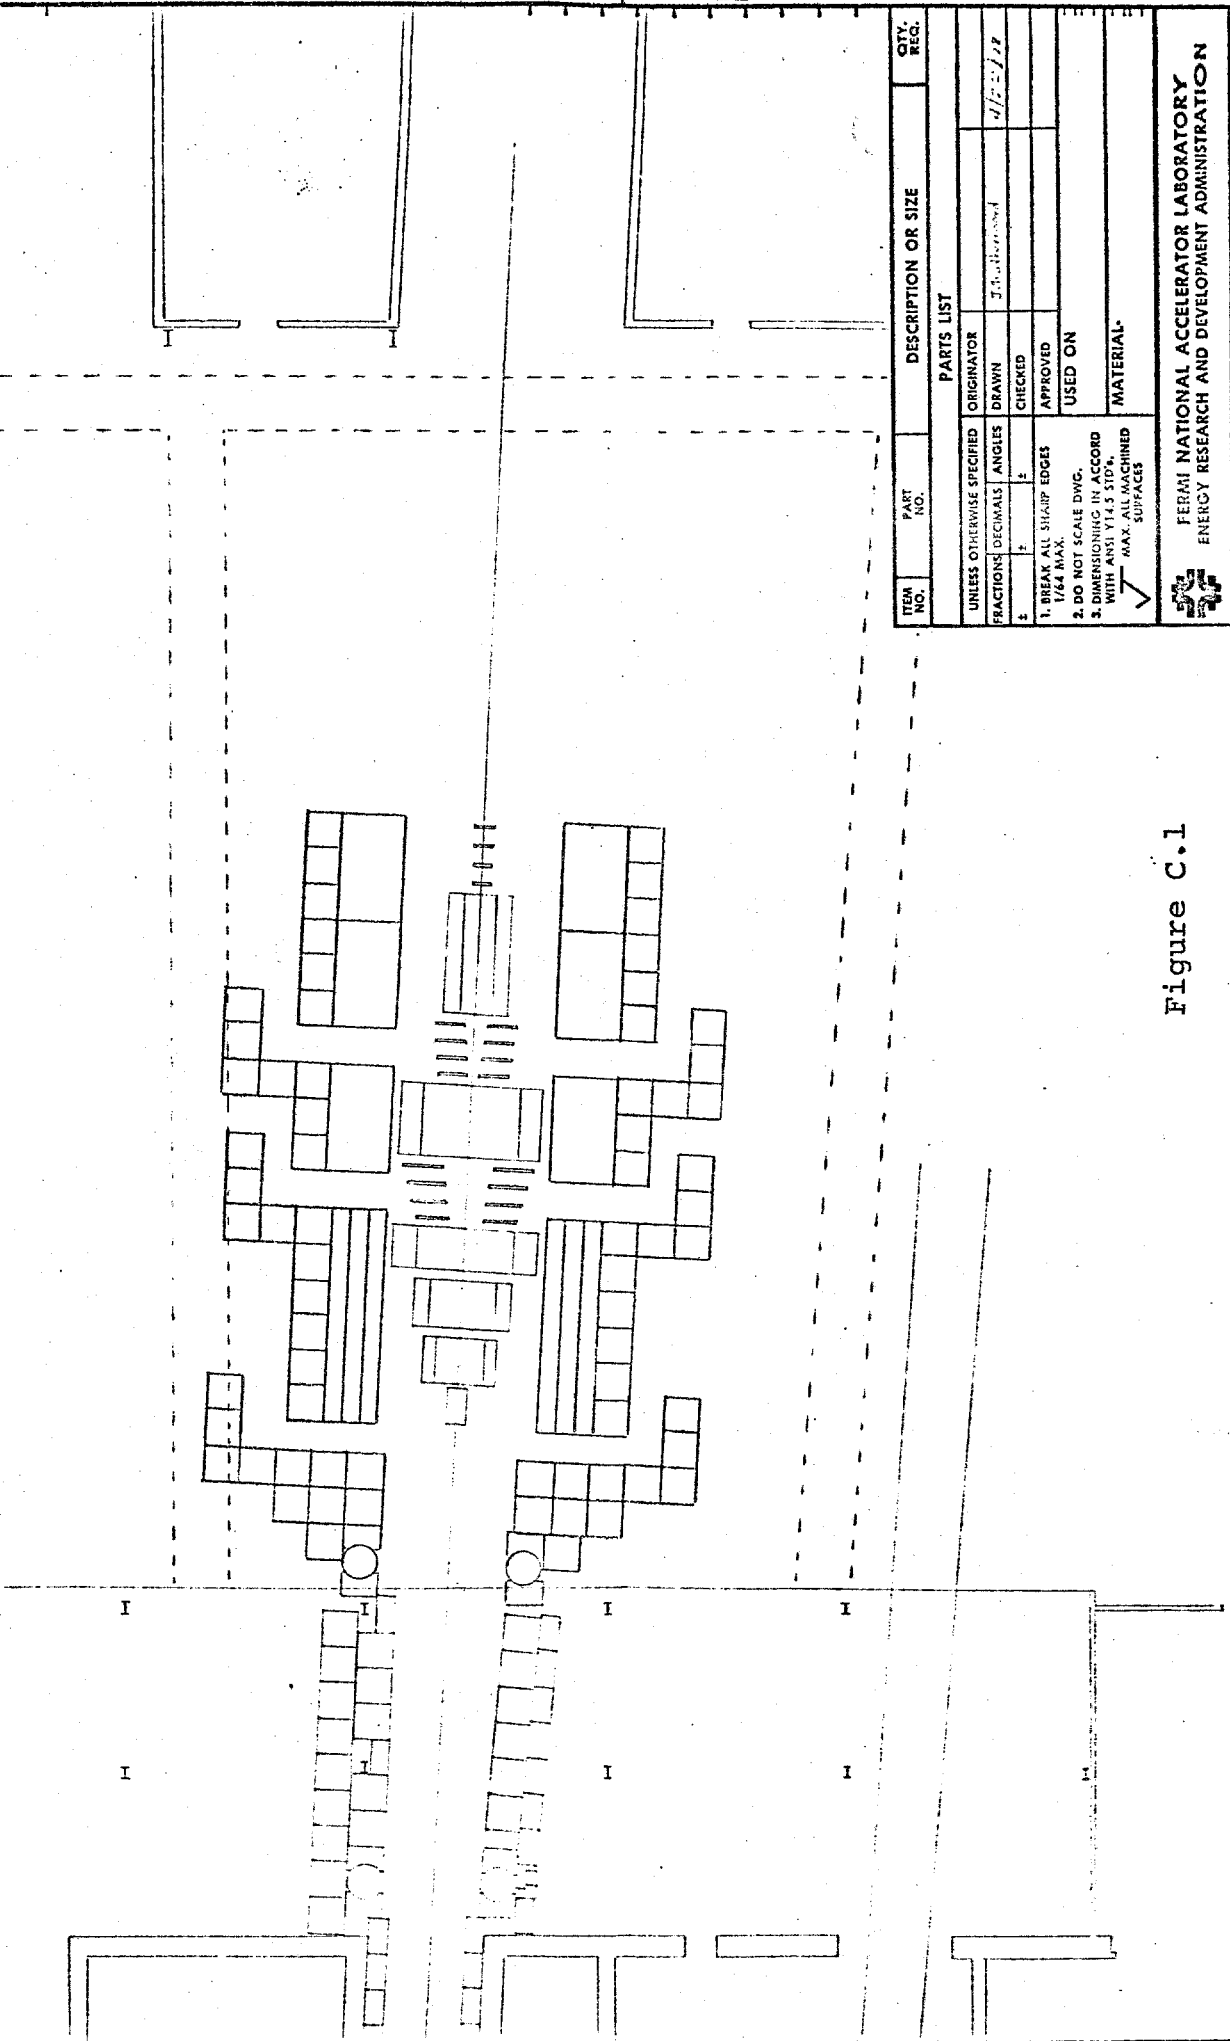 ITEM NO.
PART NO.
DESCRIPTION OR SIZE
QTY. REQ.
PARTS LIST
UNLESS OTHERWISE SPECIFIED
ORIGINATOR
FRACTIONS DECIMALS ANGLES
DRAWN
± ± ±
CHECKED
1. BREAK ALL SHARP EDGES
1/64 MAX.
APPROVED
2. DO NOT SCALE DWG.
USED ON
3. DIMENSIONING IN ACCORD
WITH ANSI Y14.5 STD'S.
MAX. ALL MACHINED
SURFACES
MATERIAL-
FERMI NATIONAL ACCELERATOR LABORATORY
ENERGY RESEARCH AND DEVELOPMENT ADMINISTRATION
Figure C.1